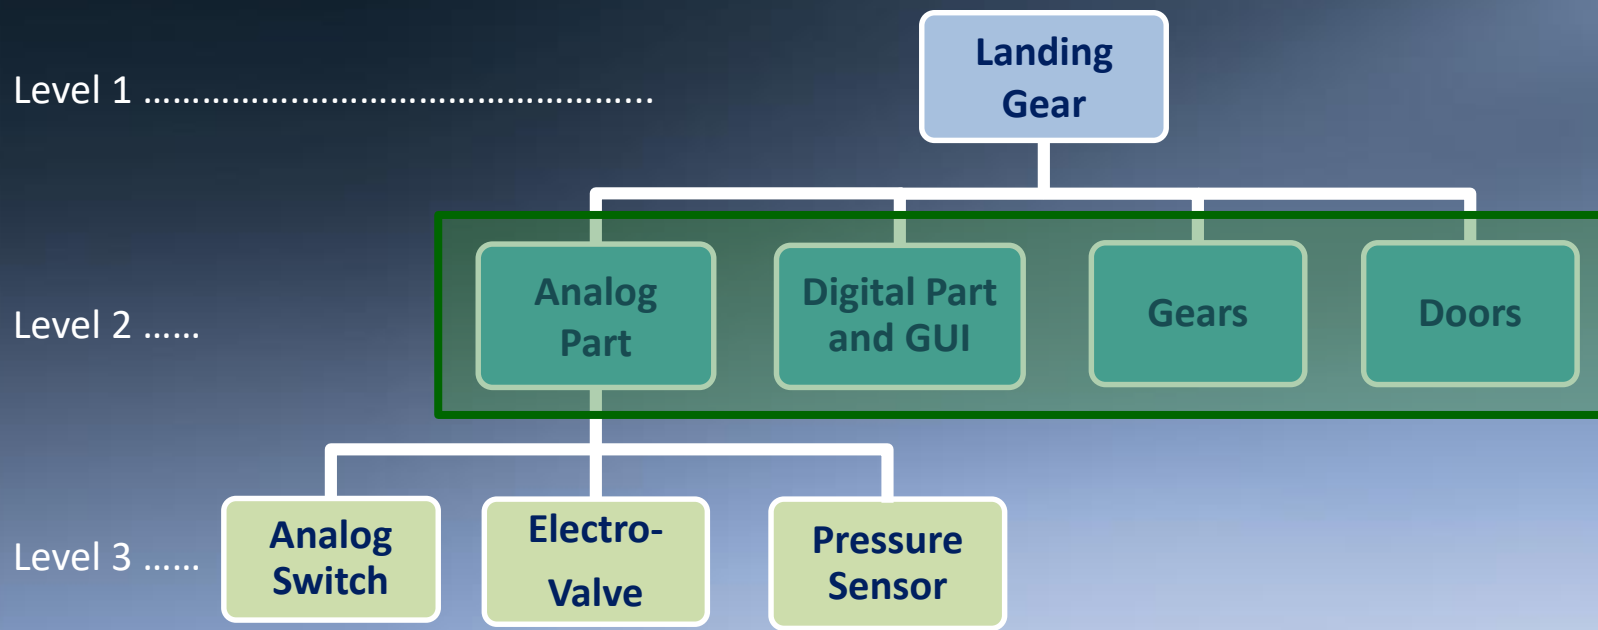 Landing
Gear
Level 1 ……………..………………………………..
Analog
Part
Digital Part
and GUI
Gears
Doors
Level 2 ……
Analog
Switch
Electro-
Valve
Pressure
Sensor
Level 3 ……